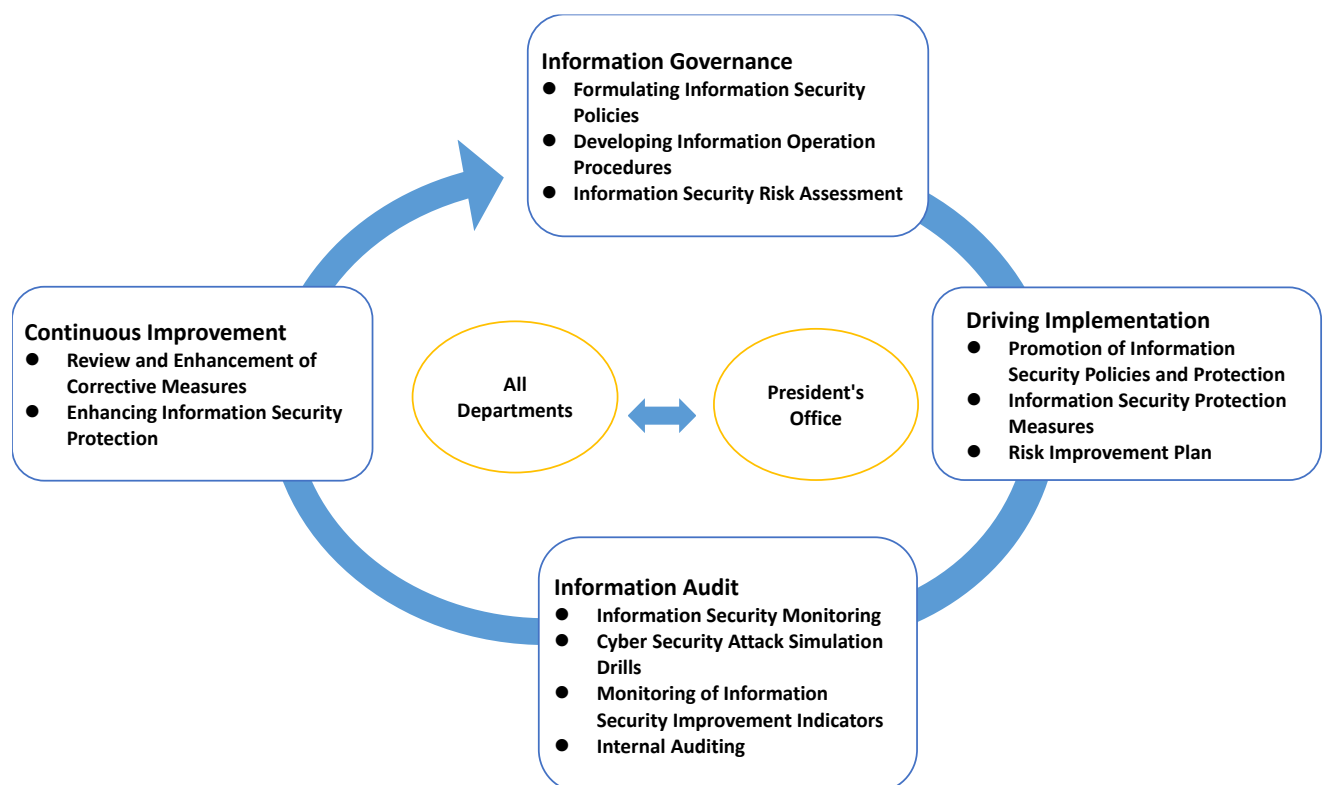 Information Governance
● Formulating Information Security
Policies
● Developing Information Operation
Procedures
● Information Security Risk Assessment
Continuous Improvement
● Review and Enhancement of
Corrective Measures
● Enhancing Information Security
Protection
All
Departments
President's
Office
Driving Implementation
● Promotion of Information
Security Policies and Protection
● Information Security Protection
Measures
● Risk Improvement Plan
Information Audit
● Information Security Monitoring
● Cyber Security Attack Simulation
Drills
● Monitoring of Information
Security Improvement Indicators
● Internal Auditing